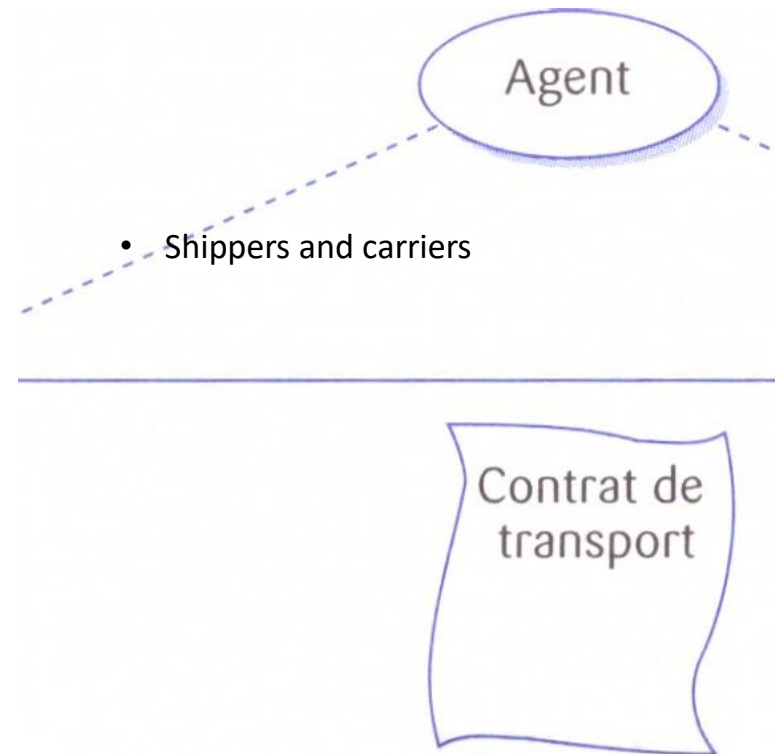 Agent
• Shippers and carriers
Contrat de
transport